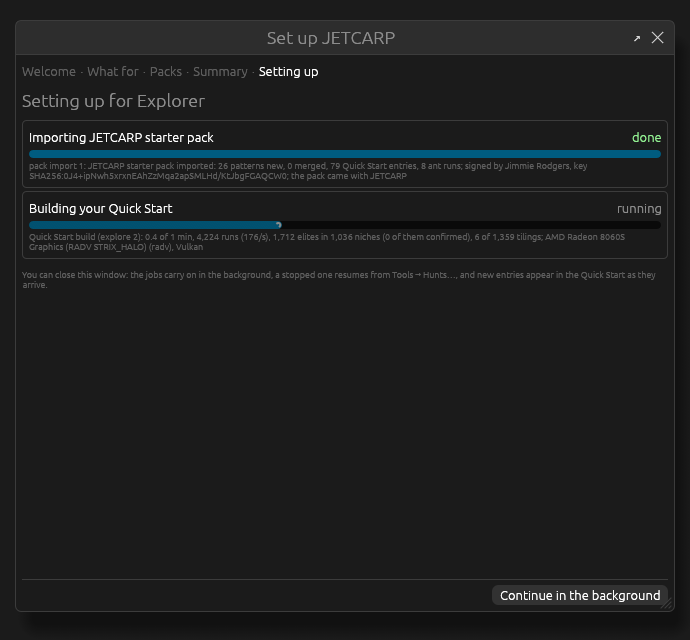 Set up JETCARP
Welcome · What for · Packs · Summary · Setting up
Setting up for Explorer
Importing JETCARP starter pack done
pack import 1: JETCARP starter pack imported: 26 patterns new, 0 merged, 79 Quick Start entries, 8 ant runs; signed by Jimmie Rodgers, key
the pack came with JETCARP
Building your Quick Start running
Quick Start build (explore 2): 0.4 of 1 min, 4,224 runs (176/s), 1,712 elites in 1,036 niches (0 of them confirmed), 6 of 1,359 tilings; AMD Radeon 8060S
Graphics (RADV STRIX_HALO) (radv), Vulkan
You can close this window: the jobs carry on in the background, a stopped one resumes from Tools → Hunts…, and new entries appear in the Quick Start as they
arrive.
Continue in the background